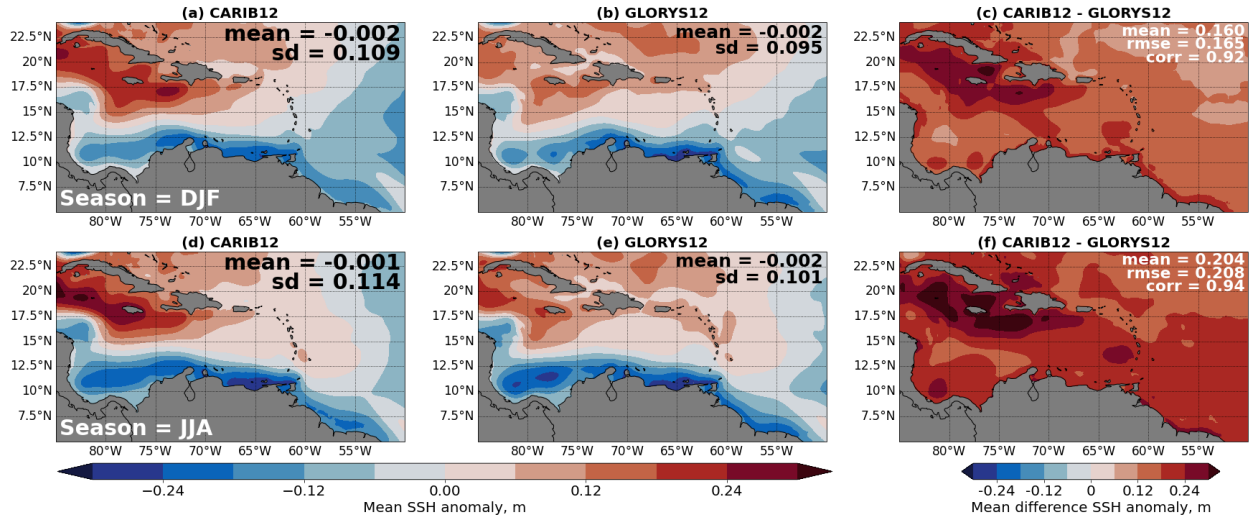 (a) CARIB12
(b) GLORYS12
(c) CARIB12 - GLORYS12
22.5°N
20°N
17.5°N
15°N
12.5°N
10°N
7.5°N
mean = -0.002
sd = 0.109
Season = DJF
80°W 75°W 70°W 65°W 60°W 55°W
22.5°N
20°N
17.5°N
15°N
12.5°N
10°N
7.5°N
mean = -0.002
sd = 0.095
80°W 75°W 70°W 65°W 60°W 55°W
22.5°N
20°N
17.5°N
15°N
12.5°N
10°N
7.5°N
mean = 0.160
rmse = 0.165
corr = 0.92
80°W 75°W 70°W 65°W 60°W 55°W
(d) CARIB12
(e) GLORYS12
(f) CARIB12 - GLORYS12
22.5°N
20°N
17.5°N
15°N
12.5°N
10°N
7.5°N
mean = -0.001
sd = 0.114
Season = JJA
80°W 75°W 70°W 65°W 60°W 55°W
22.5°N
20°N
17.5°N
15°N
12.5°N
10°N
7.5°N
mean = -0.002
sd = 0.101
80°W 75°W 70°W 65°W 60°W 55°W
22.5°N
20°N
17.5°N
15°N
12.5°N
10°N
7.5°N
mean = 0.204
rmse = 0.208
corr = 0.94
80°W 75°W 70°W 65°W 60°W 55°W
−0.24 −0.12 0.00 0.12 0.24
Mean SSH anomaly, m
-0.24 -0.12 0 0.12 0.24
Mean difference SSH anomaly, m